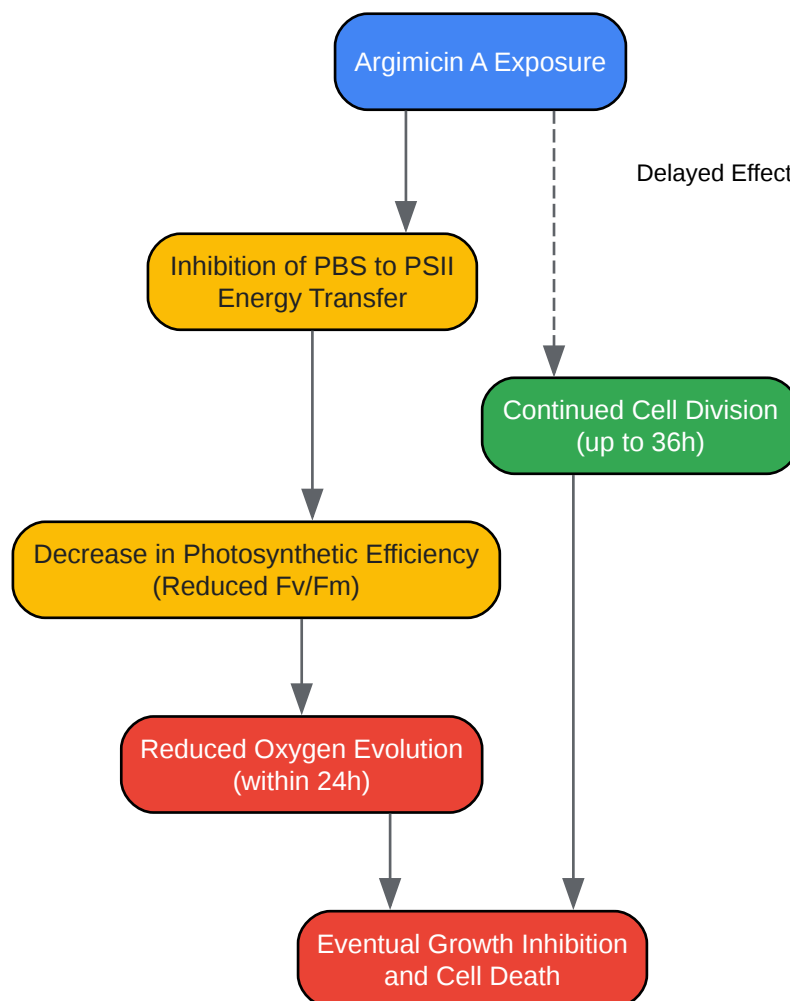 Argimicin A Exposure
Delayed Effect
Inhibition of PBS to PSII
Energy Transfer
Continued Cell Division
(up to 36h)
Decrease in Photosynthetic Efficiency
(Reduced Fv/Fm)
Reduced Oxygen Evolution
(within 24h)
Eventual Growth Inhibition
and Cell Death